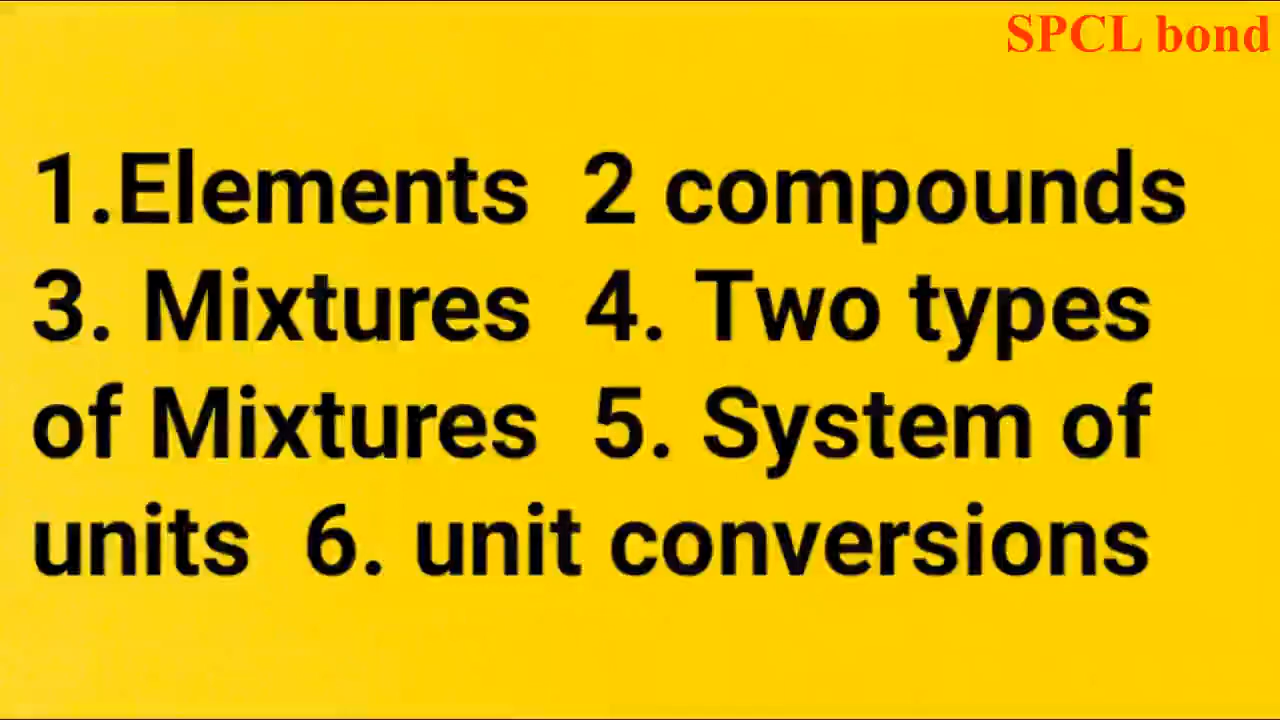 SPCL bond
1.Elements 2 compounds
3. Mixtures 4. Two types
of Mixtures 5. System of
units 6. unit conversions